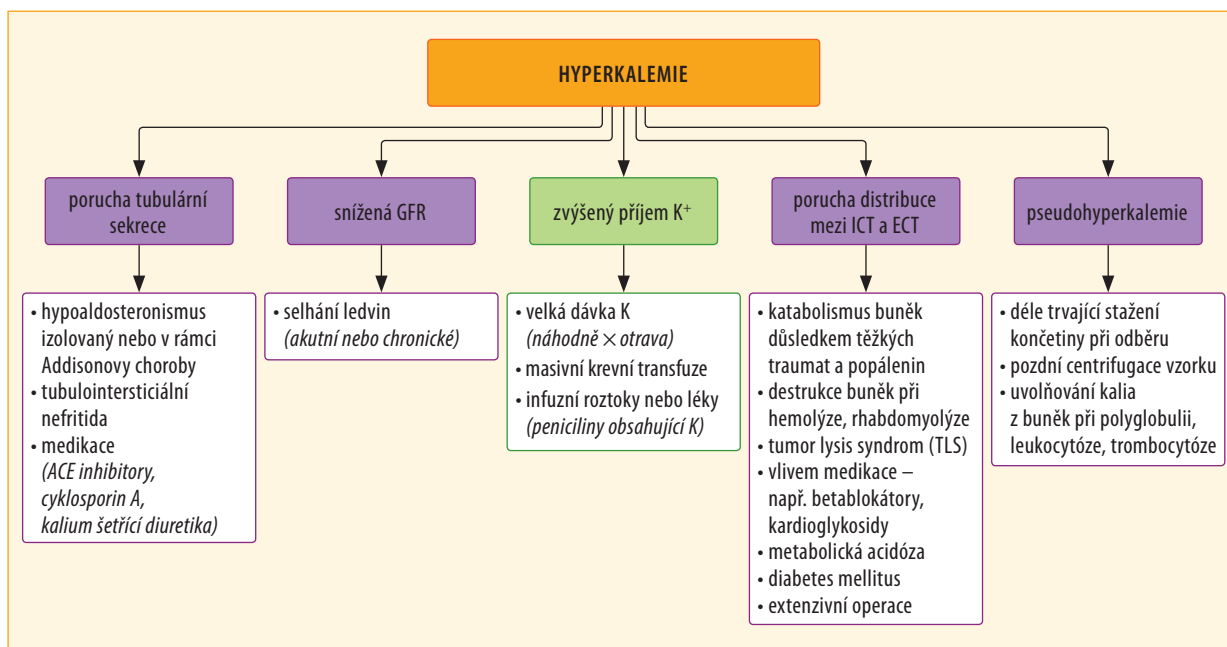 HYPERKALEMIE
porucha tubulární
sekrece
snížená GFR
zvýšený příjem K⁺
porucha distribuce
mezi ICT a ECT
pseudohyperkalemie
• hypoaldosteronismus
izolovaný nebo v rámci
Addisonovy choroby
• tubulointersticiální
nefritida
• medikace
(ACE inhibitory,
cyklosporin A,
kalium šetřící diuretika)
• selhání ledvin
(akutní nebo chronické)
• velká dávka K
(náhodně × otrava)
• masivní krevní transfuze
• infuzní roztoky nebo léky
(peniciliny obsahující K)
• katabolismus buněk
důsledkem těžkých
traumat a popálenin
• destrukce buněk při
hemolýze, rhabdomyolýze
• tumor lysis syndrom (TLS)
• vlivem medikace –
např. betablokátory,
kardioglykosidy
• metabolická acidóza
• diabetes mellitus
• extenzivní operace
• déle trvající stažení
končetiny při odběru
• pozdní centrifugace vzorku
• uvolňování kalia
z buněk při polyglobulii,
leukocytóze, trombocytóze